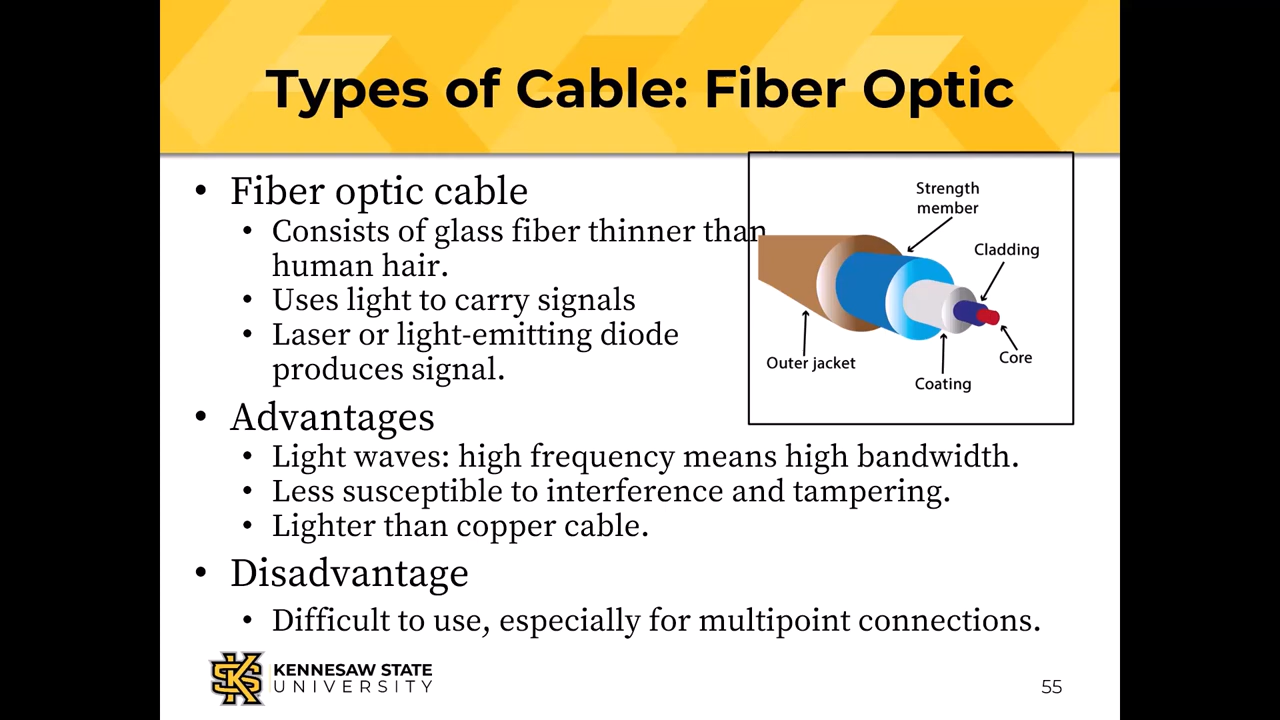 Types of Cable: Fiber Optic
• Fiber optic cable
• Consists of glass fiber thinner than
human hair.
• Uses light to carry signals
• Laser or light-emitting diode
produces signal.
Strength
member
Cladding
Outer jacket
Core
Coating
• Advantages
• Light waves: high frequency means high bandwidth.
• Less susceptible to interference and tampering.
• Lighter than copper cable.
• Disadvantage
• Difficult to use, especially for multipoint connections.
KS
KENNESAW STATE
UNIVERSITY
55